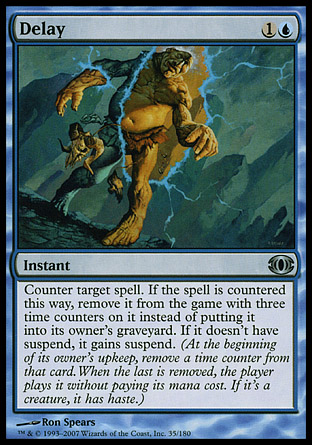 Delay 1
Instant
Counter target spell. If the spell is countered
this way, remove it from the game with three
time counters on it instead of putting it
into its owner's graveyard. If it doesn't have
suspend, it gains suspend. (At the beginning
of its owner's upkeep, remove a time counter from
that card. When the last is removed, the player
plays it without paying its mana cost. If it's a
creature, it has haste.)
Ron Spears
™ & © 1993–2007 Wizards of the Coast, Inc. 35/180